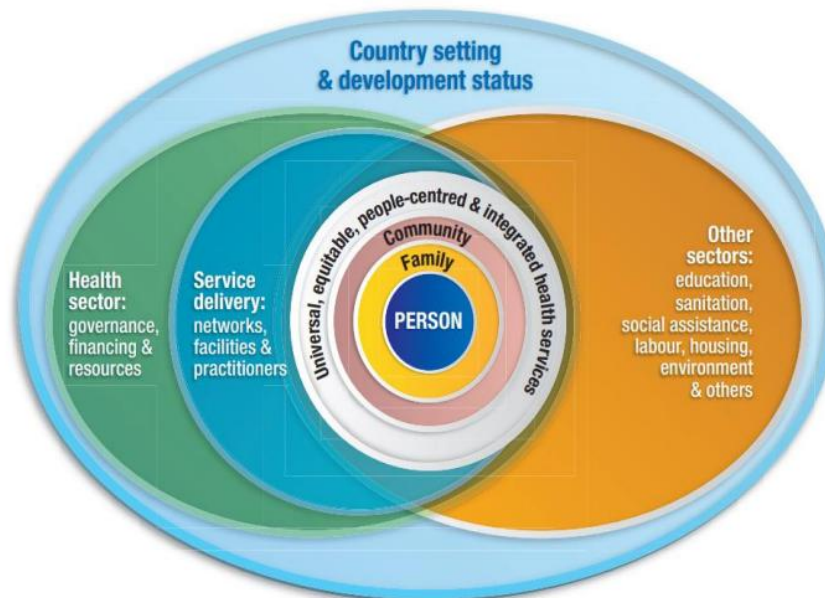 Country setting
& development status
Health
sector:
governance,
financing &
resources
Service
delivery:
networks,
facilities &
practitioners
Universal, equitable, people-centred & integrated health services
Community
Family
PERSON
Other
sectors:
education,
sanitation,
social assistance,
labour, housing,
environment
& others